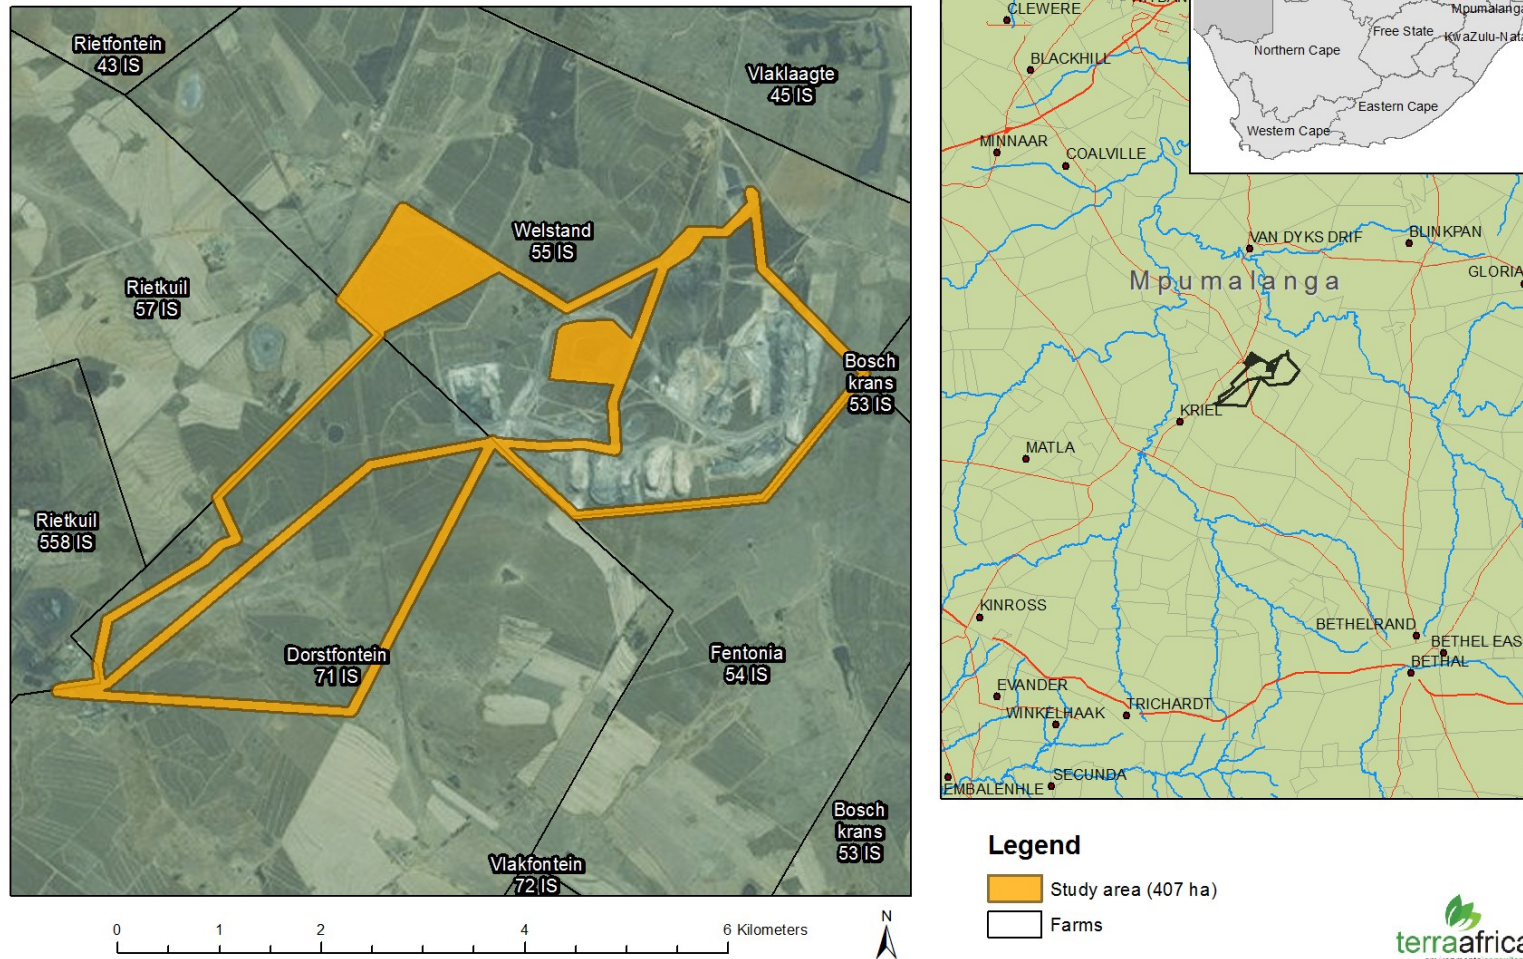 Rietfontein
43 IS
Vlaklaagte
45 IS
Welstand
55 IS
Rietkuil
57 IS
Bosch
krans
53 IS
Rietkuil
558 IS
Dorstfontein
71 IS
Fentonia
54 IS
Bosch
krans
53 IS
Vlakfontein
72 IS
0 1 2 4 6 Kilometers
N
CLEWERE
BLACKHILL
MINNAAR
COALVILLE
VAN DYKS DRIF
BLINKPAN
GLORIA
Mpumalanga
KRIEL
MATLA
KINROSS
BETHELRAND
BETHEL EAS
BETHAL
EVANDER
WINKELHAAK
TRICHARDT
SECUNDA
EMBALENHLE
Mpumalanga
Free State
KwaZulu-Nata
Northern Cape
Eastern Cape
Western Cape
Legend
Study area (407 ha)
Farms
terraafrica